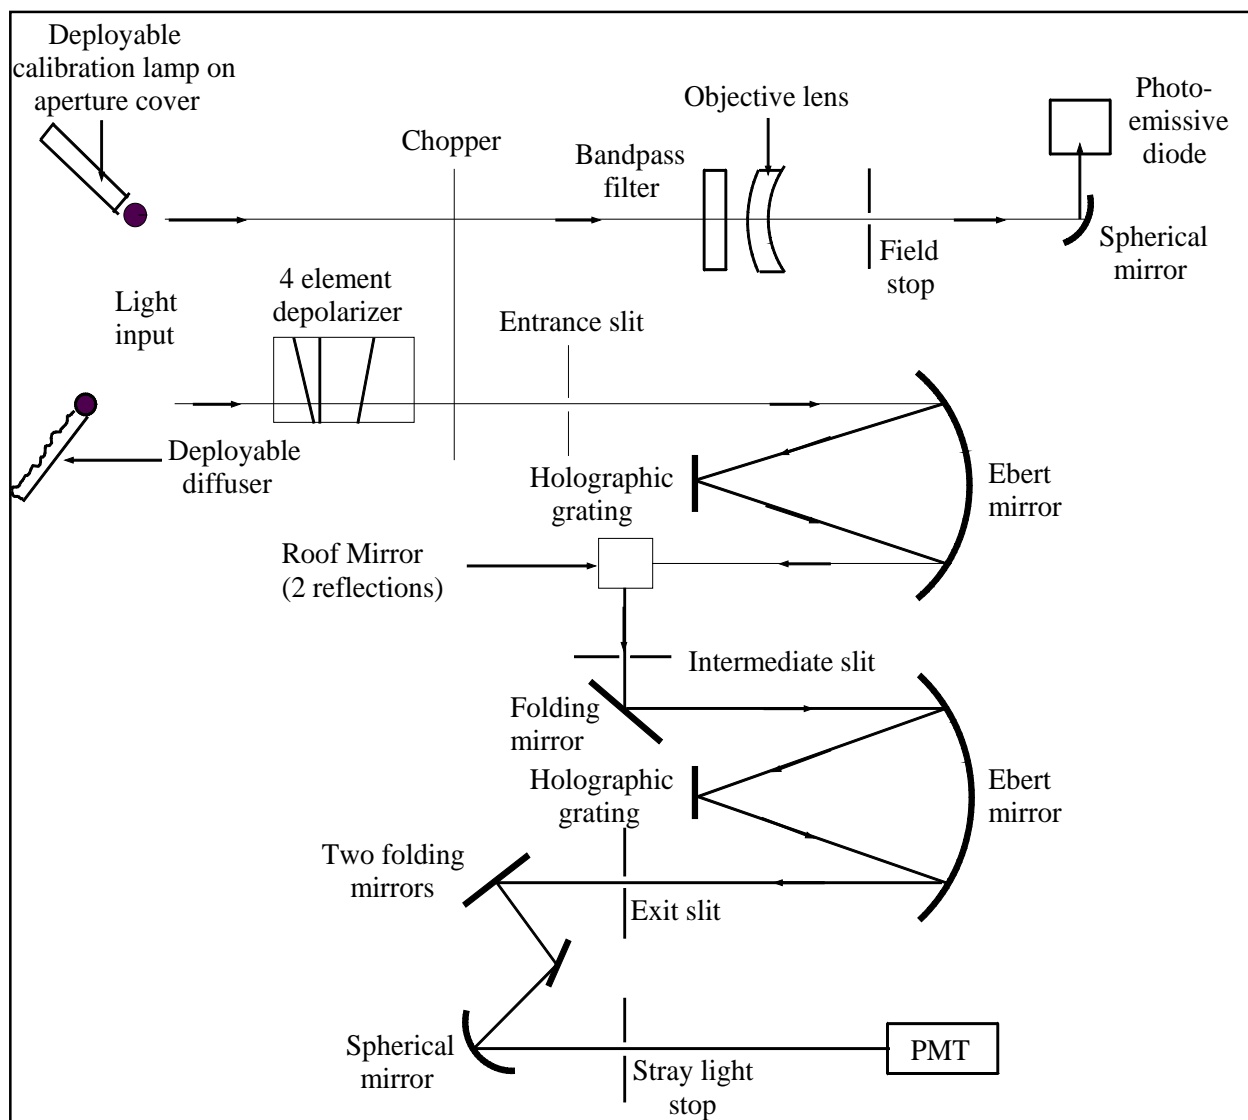 Deployable
calibration lamp on
aperture cover
Chopper
Objective lens
Bandpass
filter
Photo-
emissive
diode
Field
stop
Spherical
mirror
Light
input
4 element
depolarizer
Entrance slit
Deployable
diffuser
Holographic
grating
Ebert
mirror
Roof Mirror
(2 reflections)
Intermediate slit
Folding
mirror
Holographic
grating
Ebert
mirror
Two folding
mirrors
Exit slit
Spherical
mirror
Stray light
stop
PMT